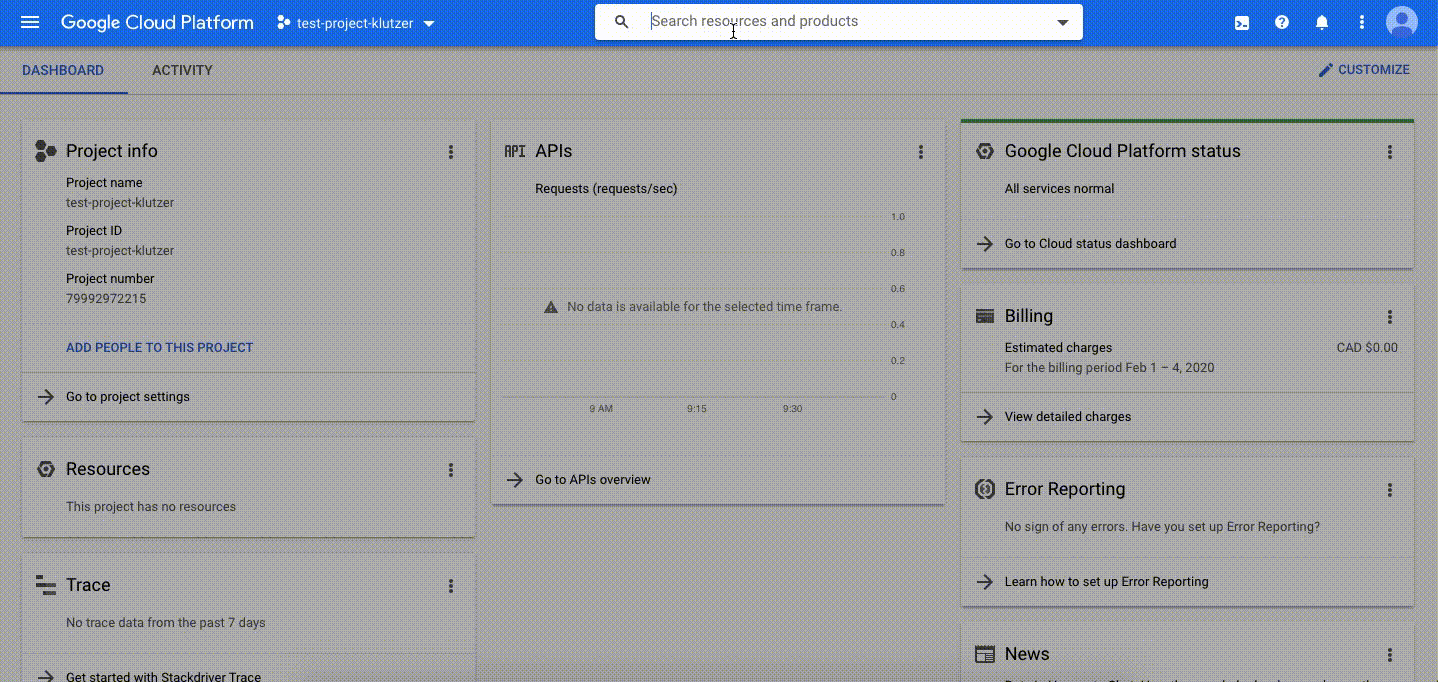 Google Cloud Platform
test-project-klutzer
Search resources and products
DASHBOARD
ACTIVITY
CUSTOMIZE
Project info
Project name
test-project-klutzer
Project ID
test-project-klutzer
Project number
79992972215
ADD PEOPLE TO THIS PROJECT
Go to project settings
Resources
This project has no resources
Trace
No trace data from the past 7 days
Get started with Stackdriver Trace
API APIs
Requests (requests/sec)
1.0
0.8
0.6
No data is available for the selected time frame.
0.4
0.2
0
9 AM
9:15
9:30
Go to APIs overview
Google Cloud Platform status
All services normal
Go to Cloud status dashboard
Billing
Estimated charges
CAD $0.00
For the billing period Feb 1 – 4, 2020
View detailed charges
Error Reporting
No sign of any errors. Have you set up Error Reporting?
Learn how to set up Error Reporting
News